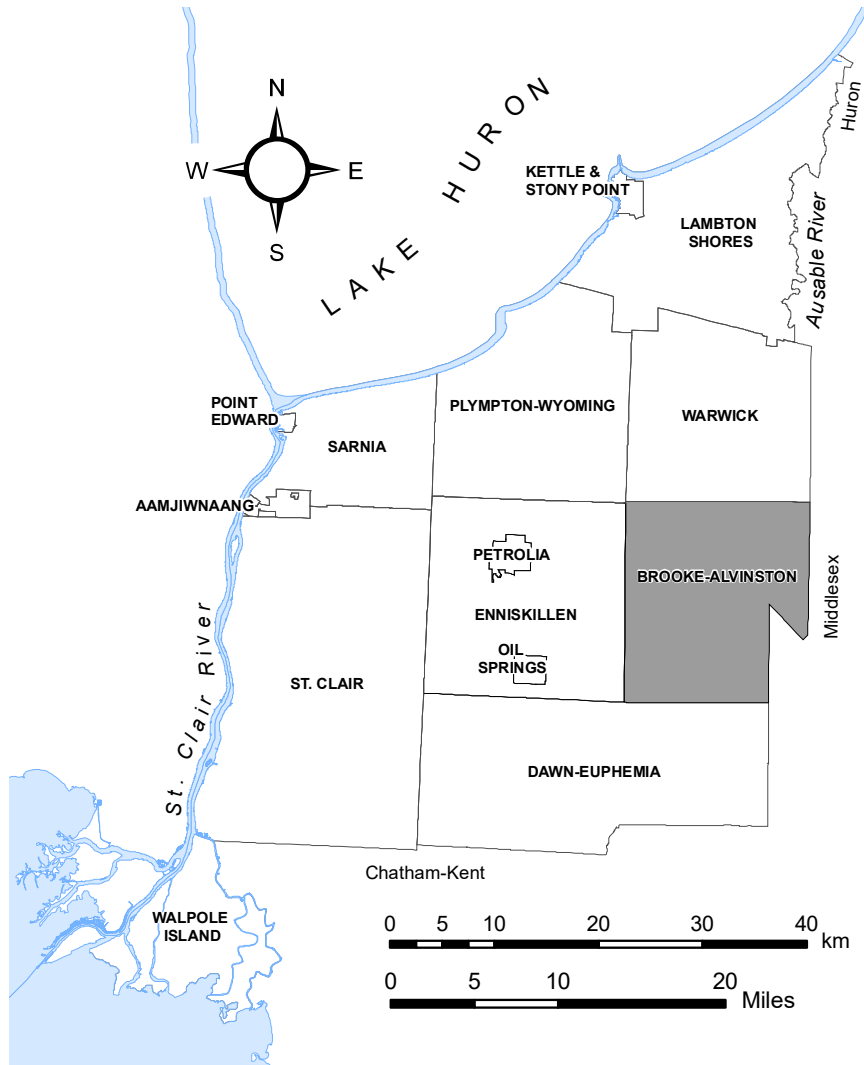 N
W
E
S
LAKE HURON
Huron
KETTLE &
STONY POINT
LAMBTON
SHORES
Ausable River
POINT
EDWARD
PLYMPTON-WYOMING
WARWICK
SARNIA
AAMJIWNAANG
PETROLIA
BROOKE-ALVINSTON
Middlesex
ENNISKILLEN
OIL
SPRINGS
ST. CLAIR
St. Clair River
DAWN-EUPHEMIA
Chatham-Kent
WALPOLE
ISLAND
0 5 10 20 30 40
km
0 5 10 20
Miles